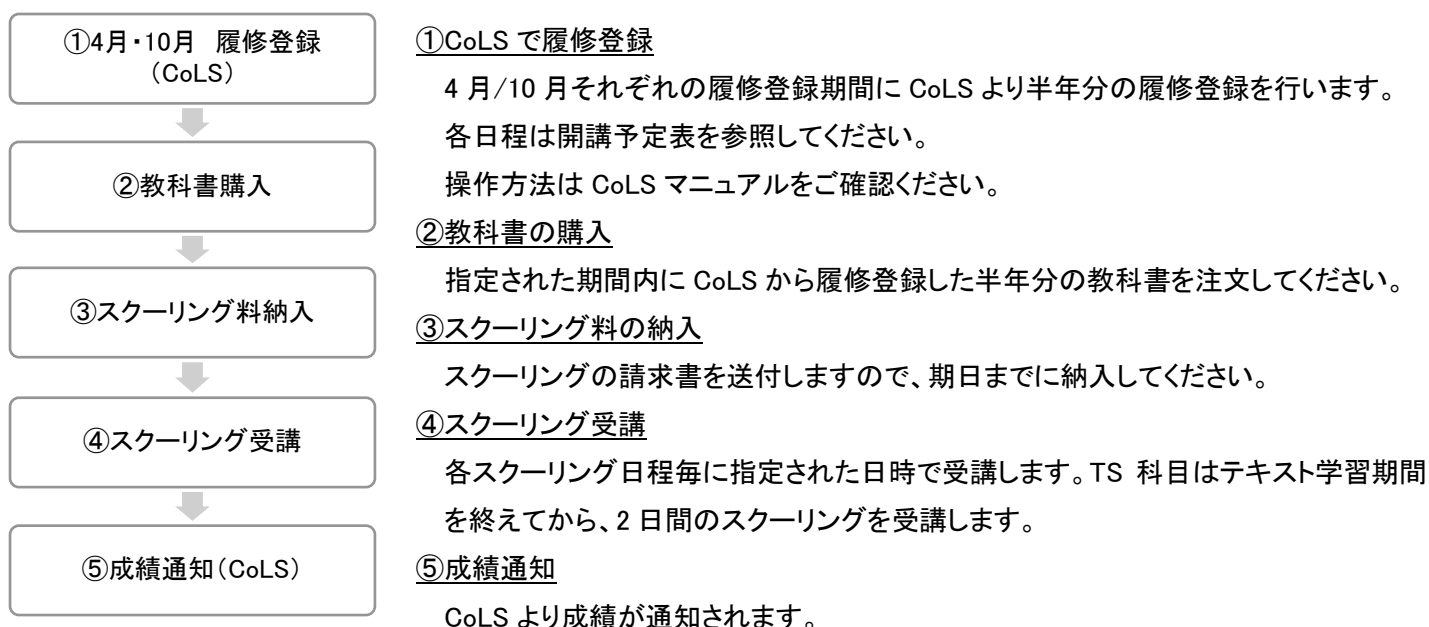 ①4月・10月　履修登録
（CoLS）
②教科書購入
③スクーリング料納入
④スクーリング受講
⑤成績通知（CoLS）
①CoLS で履修登録
4 月/10 月それぞれの履修登録期間に CoLS より半年分の履修登録を行います。
各日程は開講予定表を参照してください。
操作方法は CoLS マニュアルをご確認ください。
②教科書の購入
指定された期間内に CoLS から履修登録した半年分の教科書を注文してください。
③スクーリング料の納入
スクーリングの請求書を送付しますので、期日までに納入してください。
④スクーリング受講
各スクーリング日程毎に指定された日時で受講します。TS 科目はテキスト学習期間
を終えてから、2 日間のスクーリングを受講します。
⑤成績通知
CoLS より成績が通知されます。